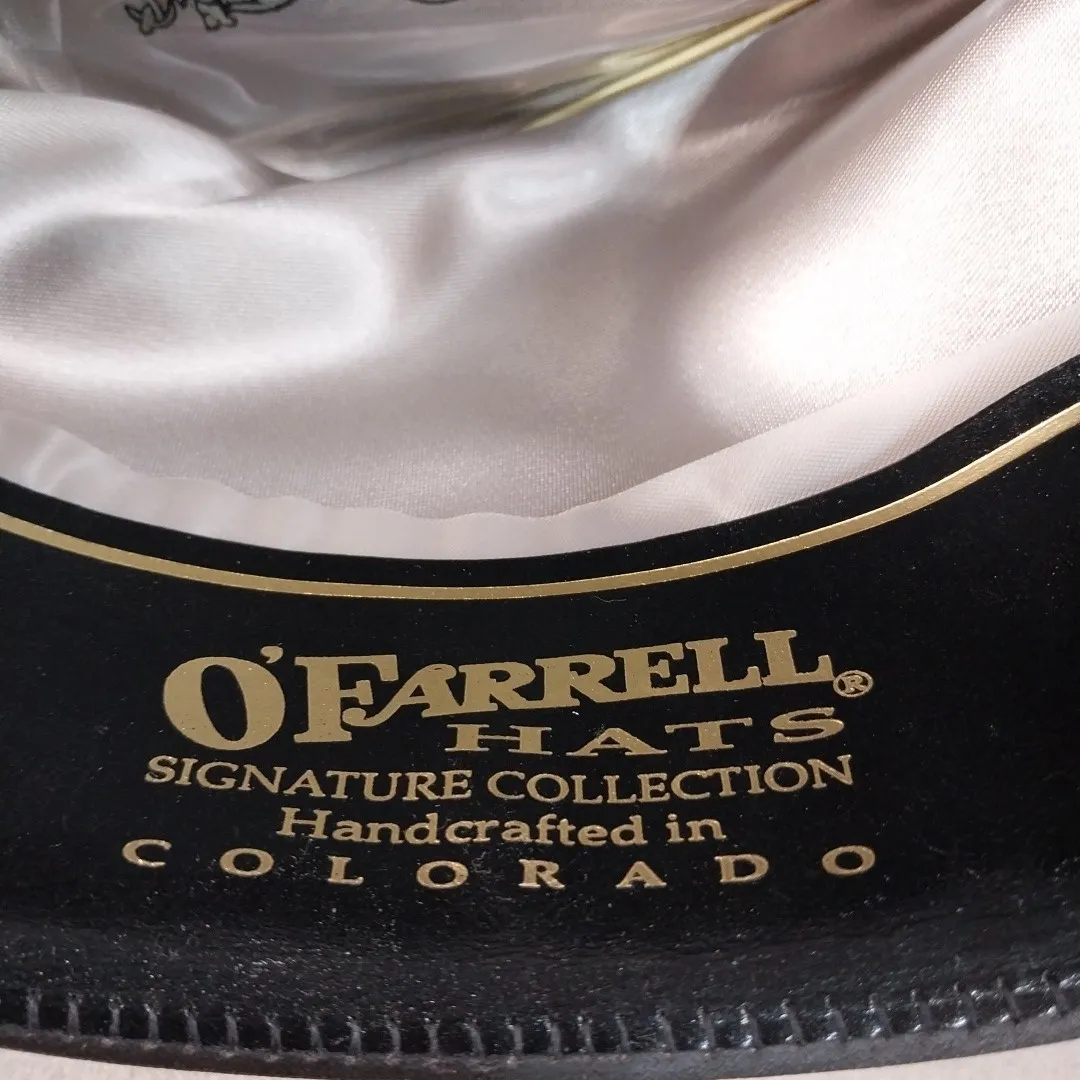 O'FARRELL®
HATS
SIGNATURE COLLECTION
Handcrafted in
COLORADO